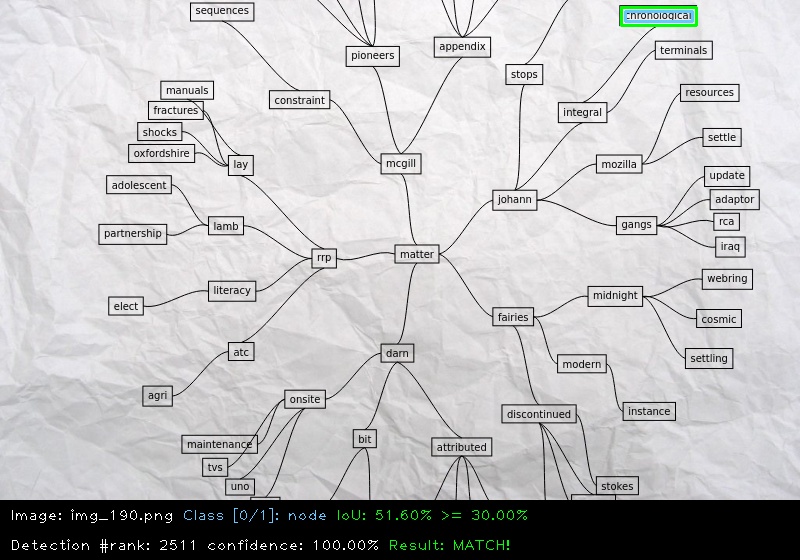 sequences
chronological
appendix
terminals
pioneers
stops
manuals
resources
constraint
fractures
integral
shocks
settle
oxfordshire
mcgill
mozilla
lay
update
adolescent
adaptor
johann
rca
lamb
gangs
partnership
iraq
matter
rrp
webring
literacy
midnight
elect
fairies
cosmic
atc
darn
settling
modern
agri
onsite
instance
discontinued
bit
maintenance
attributed
tvs
uno
stokes
Image: img_190.png Class [0/1]: node IoU: 51.60% >= 30.00%
Detection #rank: 2511 confidence: 100.00% Result: MATCH!